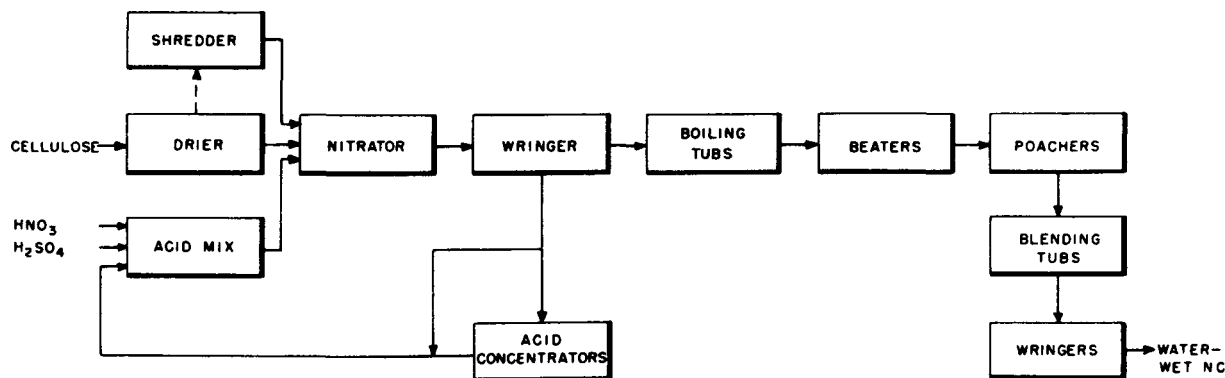 SHREDDER
CELLULOSE
DRIER
NITRATOR
WRINGER
BOILING
TUBS
BEATERS
POACHERS
HNO₃
H₂SO₄
ACID MIX
BLENDING
TUBS
ACID
CONCENTRATORS
WRINGERS
WATER-
WET NC